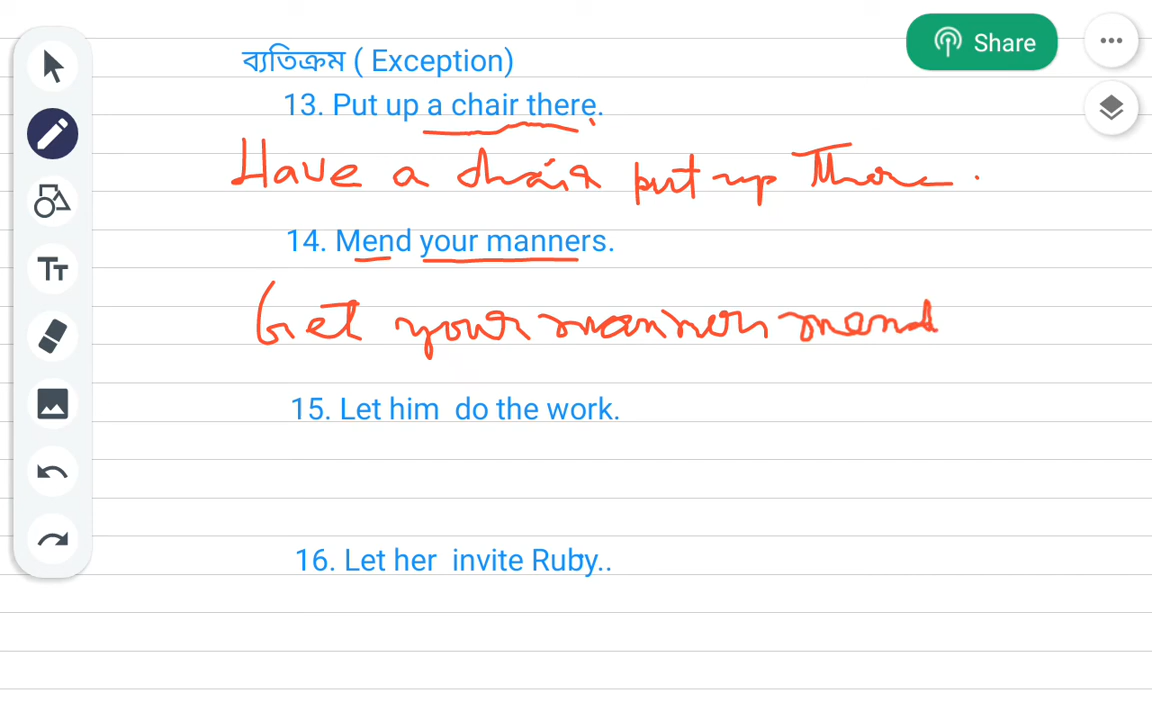 Share
ব্যতিক্রম ( Exception)
13. Put up a chair there.
Have a chair put up There.
14. Mend your manners.
Get your manners mend
15. Let him do the work.
16. Let her invite Ruby..